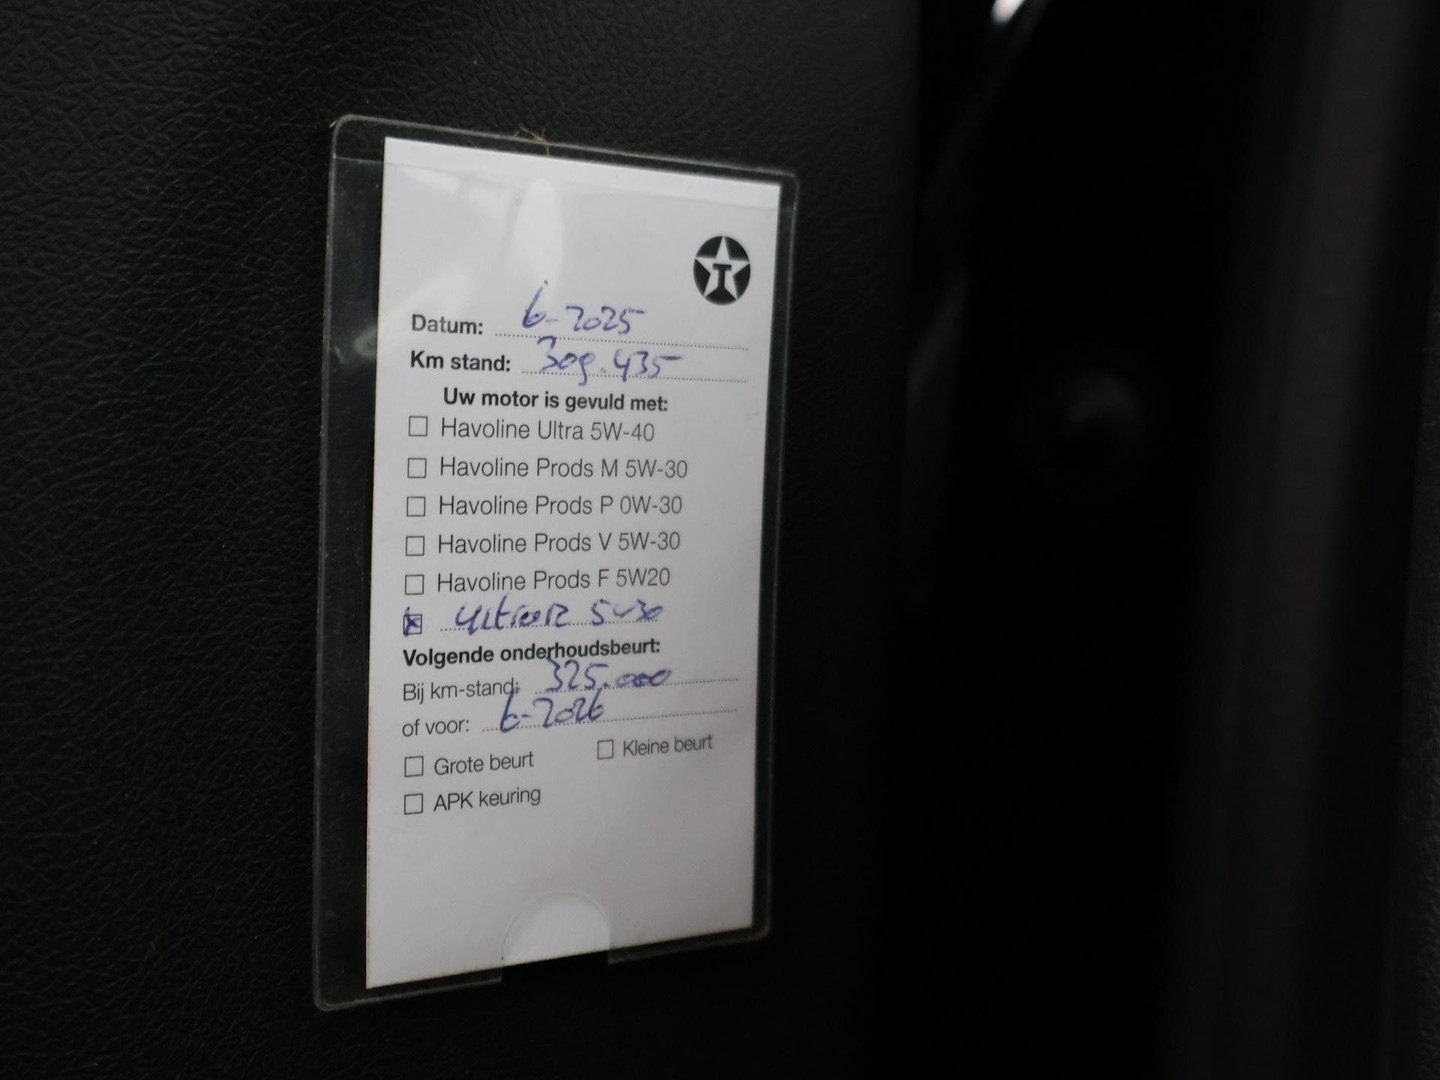 T
Datum: 6-2025
Km stand: 309.435
Uw motor is gevuld met:
Havoline Ultra 5W-40
Havoline Prods M 5W-30
Havoline Prods P 0W-30
Havoline Prods V 5W-30
Havoline Prods F 5W20
UltraR 5W30
Volgende onderhoudsbeurt:
Bij km-stand: 325.000
of voor: 6-2026
Grote beurt Kleine beurt
APK keuring